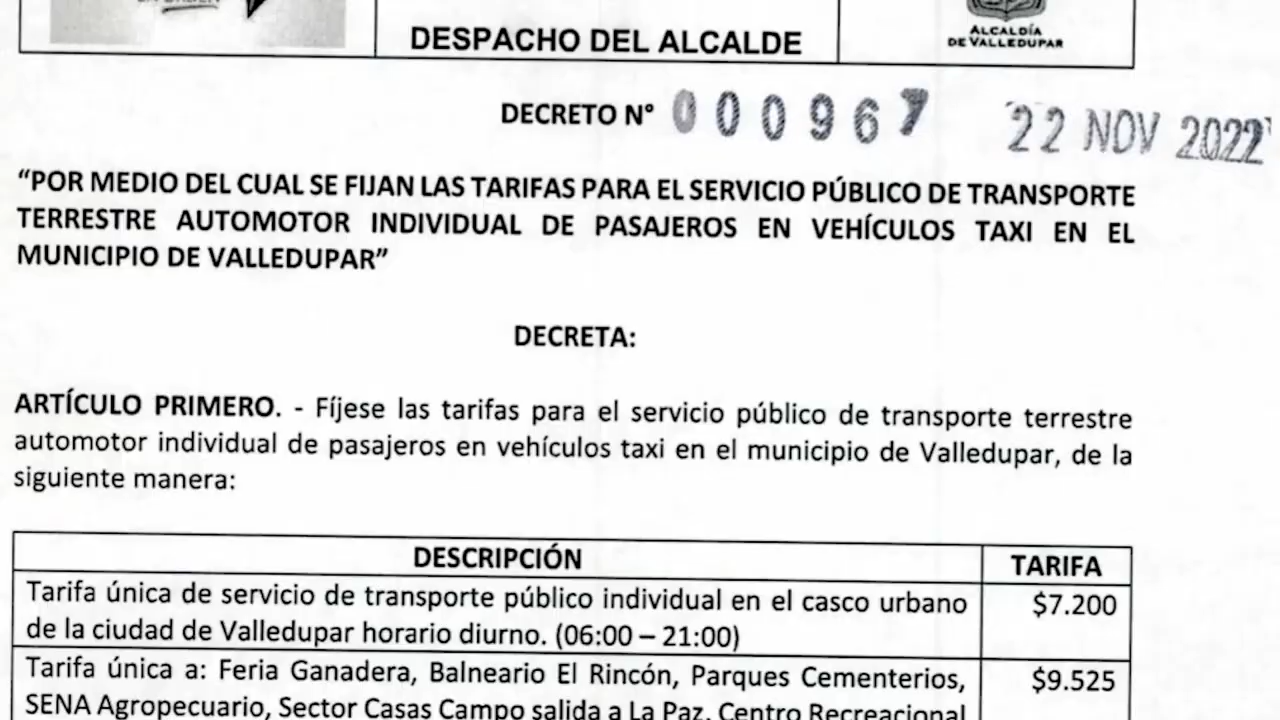 DESPACHO DEL ALCALDE
ALCALDÍA
DE VALLEDUPAR
DECRETO N° 000967 22 NOV 2022
“POR MEDIO DEL CUAL SE FIJAN LAS TARIFAS PARA EL SERVICIO PÚBLICO DE TRANSPORTE
TERRESTRE AUTOMOTOR INDIVIDUAL DE PASAJEROS EN VEHÍCULOS TAXI EN EL
MUNICIPIO DE VALLEDUPAR”
DECRETA:
ARTÍCULO PRIMERO. - Fíjese las tarifas para el servicio público de transporte terrestre
automotor individual de pasajeros en vehículos taxi en el municipio de Valledupar, de la
siguiente manera:
DESCRIPCIÓN TARIFA
Tarifa única de servicio de transporte público individual en el casco urbano $7.200
de la ciudad de Valledupar horario diurno. (06:00 – 21:00)
Tarifa única a: Feria Ganadera, Balneario El Rincón, Parques Cementerios, $9.525
SENA Agropecuario, Sector Casas Campo salida a La Paz, Centro Recreacional